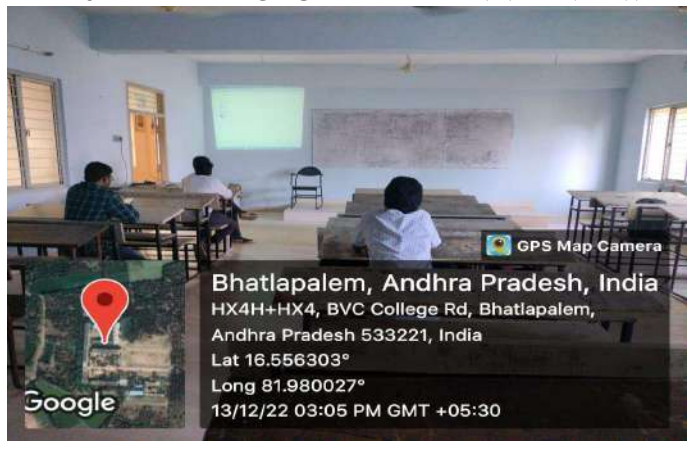 GPS Map Camera
Bhatlapalem, Andhra Pradesh, India
HX4H+HX4, BVC College Rd, Bhatlapalem,
Andhra Pradesh 533221, India
Lat 16.556303°
Long 81.980027°
13/12/22 03:05 PM GMT +05:30
Google